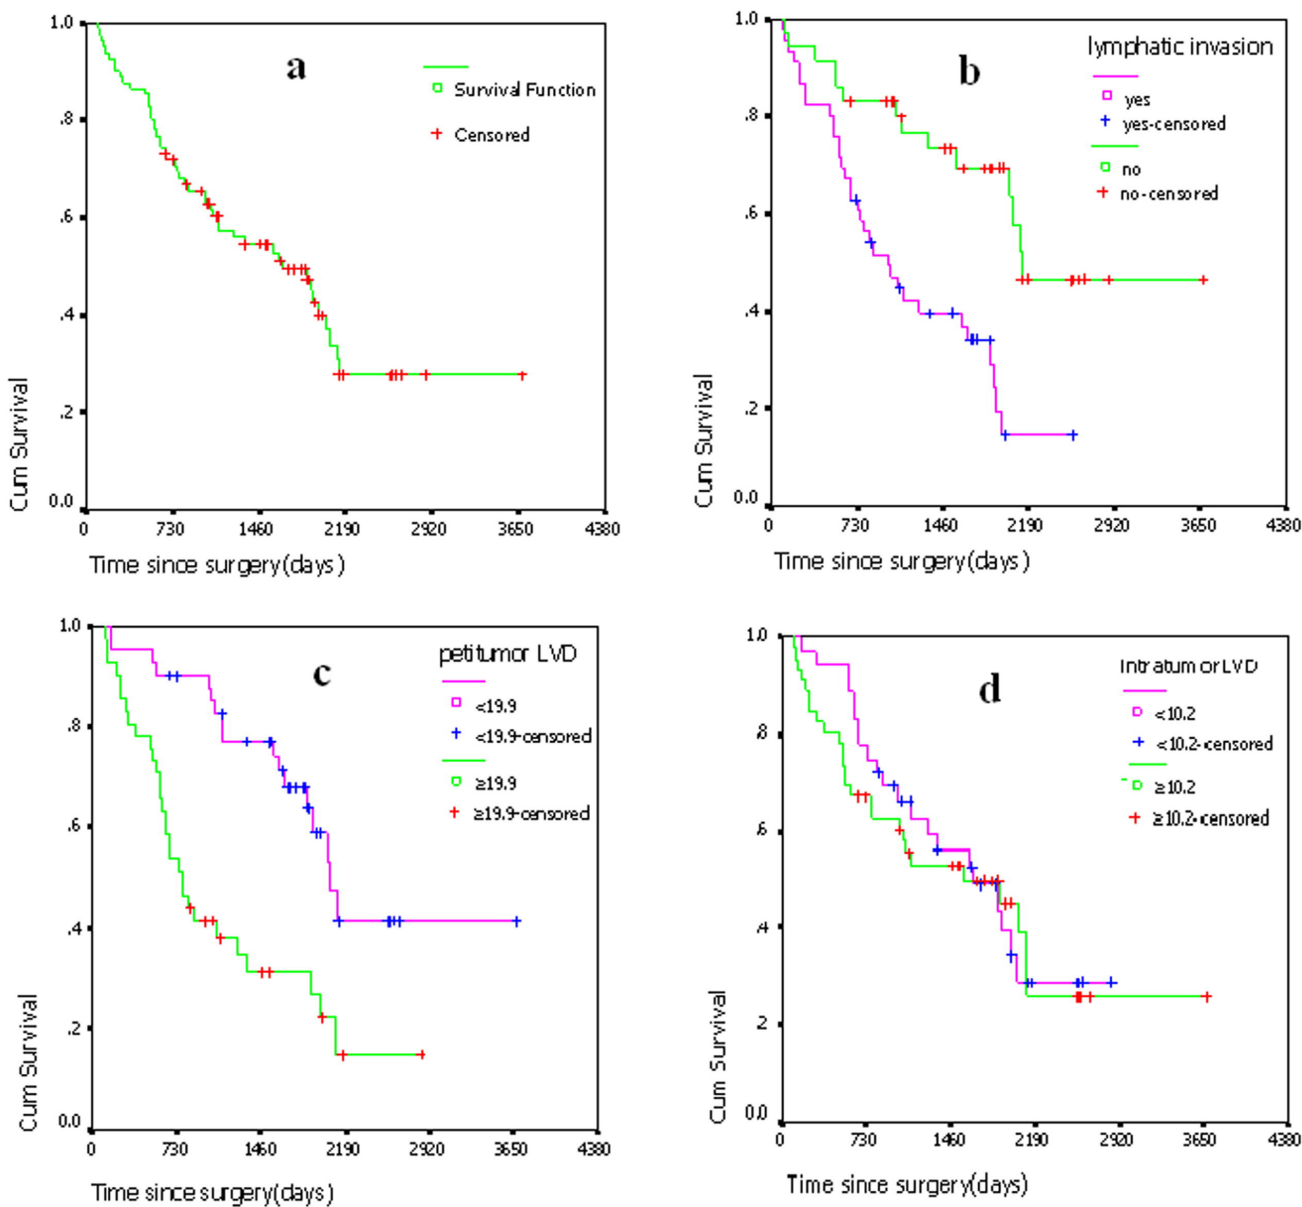 a
Survival Function
Censored
1.0
.8
.6
.4
.2
0.0
Cum Survival
0 730 1460 2190 2920 3650 4380
Time since surgery(days)
b
lymphatic invasion
yes
yes-censored
no
no-censored
1.0
.8
.6
.4
.2
0.0
Cum Survival
0 730 1460 2190 2920 3650 4380
Time since surgery(days)
c
petitumor LVD
<19.9
<19.9-censored
≥19.9
≥19.9-censored
1.0
.8
.6
.4
.2
0.0
Cum Survival
0 730 1460 2190 2920 3650 4380
Time since surgery(days)
d
Intratumor LVD
<10.2
<10.2-censored
≥10.2
≥10.2-censored
1.0
.8
.6
.4
.2
0.0
Cum Survival
0 730 1460 2190 2920 3650 4380
Time since surgery(days)